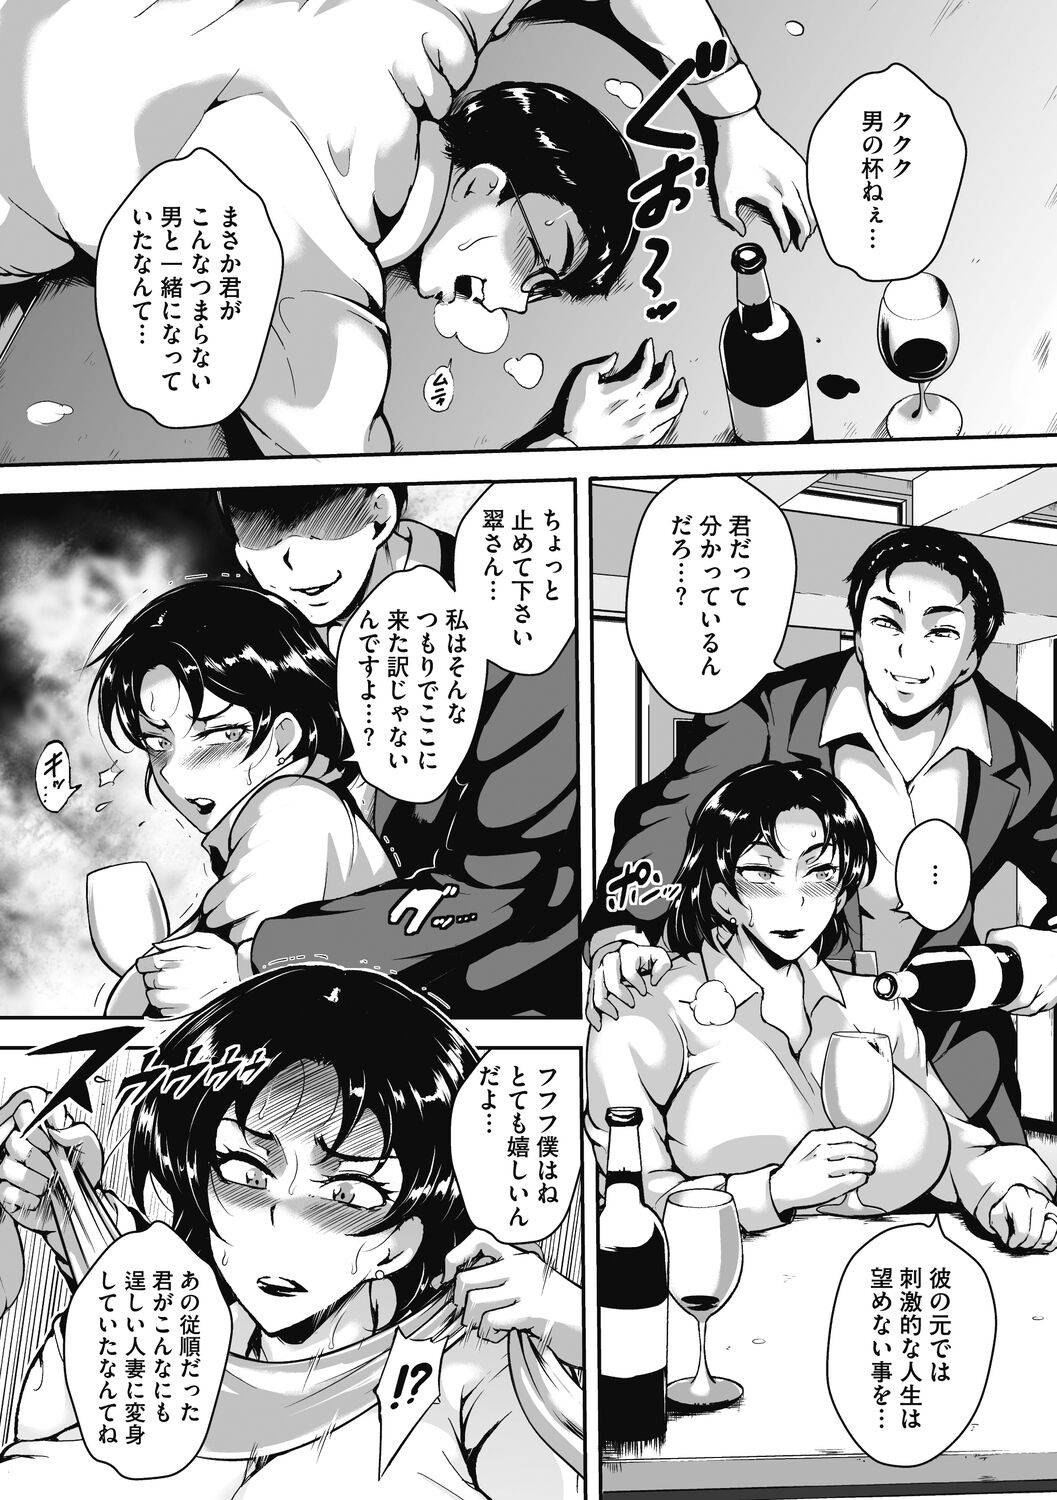 ククク
男の杯ねぇ…
ぐお〜〜
まさか君が
こんなつまらない
男と一緒になって
いたなんて…
ムニャ
君だって
分かっているん
だろ…?
…
ポンッ
彼の元では
刺激的な人生は
望めない事を…
ちょっと
止めて下さい
翠さん…
私はそんな
つもりでここに
来た訳じゃない
んですよ…?
キッ
グッ
フフフ僕はね
とても嬉しいん
だよ…
!?
あの従順だった
君がこんなにも
逞しい人妻に変身
していたなんてね